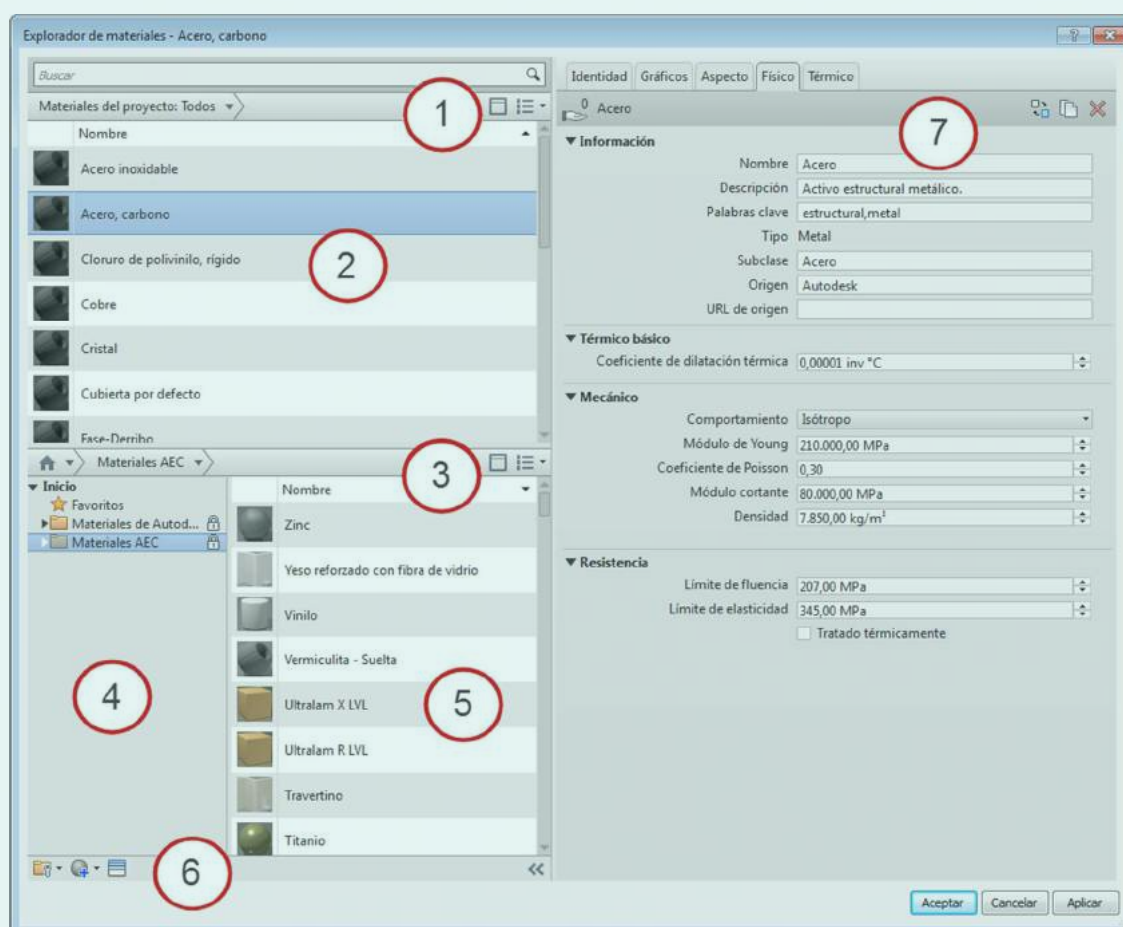 Explorador de materiales - Acero, carbono
Buscar
Materiales del proyecto: Todos
1
Nombre
Acero inoxidable
Acero, carbono
2
Cloruro de polivinilo, rígido
Cobre
Cristal
Cubierta por defecto
Fase-Derribo
Materiales AEC
3
Inicio
Favoritos
Materiales de Autod...
Materiales AEC
4
Nombre
Zinc
Yeso reforzado con fibra de vidrio
Vinilo
Vermiculita - Suelta
5
Ultralam X LVL
Ultralam R LVL
Travertino
Titanio
6
Identidad Gráficos Aspecto Físico Térmico
0 Acero
7
Información
Nombre Acero
Descripción Activo estructural metálico.
Palabras clave estructural,metal
Tipo Metal
Subclase Acero
Origen Autodesk
URL de origen
Térmico básico
Coeficiente de dilatación térmica 0,00001 inv °C
Mecánico
Comportamiento Isótropo
Módulo de Young 210.000,00 MPa
Coeficiente de Poisson 0,30
Módulo cortante 80.000,00 MPa
Densidad 7.850,00 kg/m³
Resistencia
Límite de fluencia 207,00 MPa
Límite de elasticidad 345,00 MPa
Tratado térmicamente
Aceptar Cancelar Aplicar